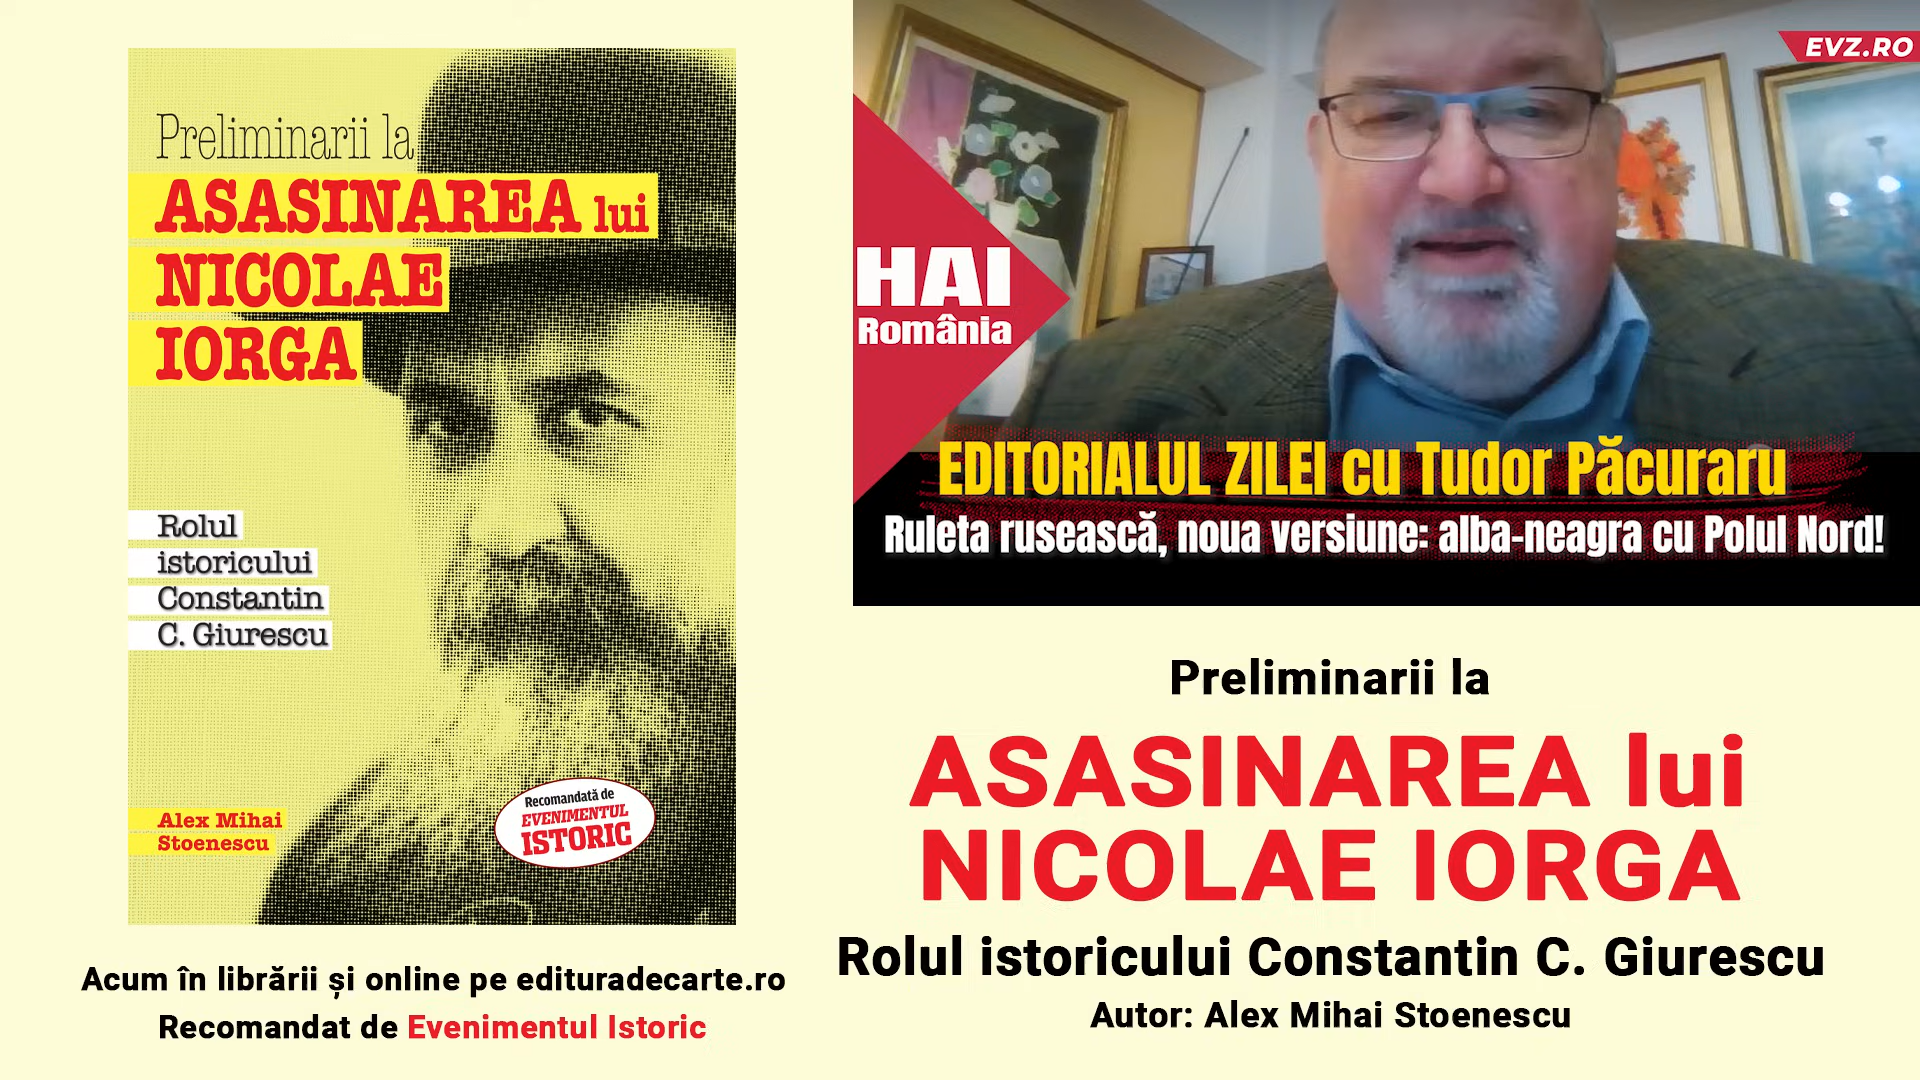 Preliminarii la
ASASINAREA lui
NICOLAE
IORGA
Rolul
istoricului
Constantin
C. Giurescu
Alex Mihai
Stoenescu
Recomandată de
EVENIMENTUL
ISTORIC
Acum în librării și online pe edituradecarte.ro
Recomandat de Evenimentul Istoric
EVZ.RO
HAI
România
EDITORIALUL ZILEI cu Tudor Păcuraru
Ruleta rusească, noua versiune: alba-neagra cu Polul Nord!
Preliminarii la
ASASINAREA lui
NICOLAE IORGA
Rolul istoricului Constantin C. Giurescu
Autor: Alex Mihai Stoenescu